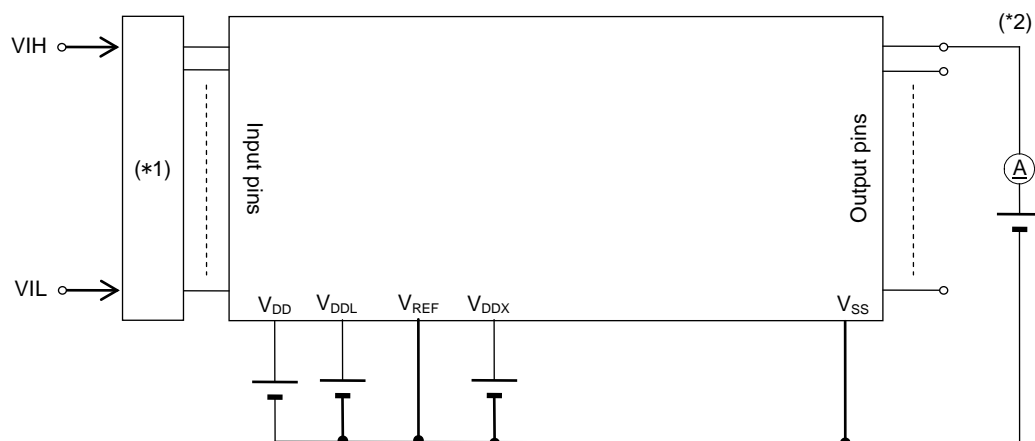 VIH
(*2)
(*1)
Input pins
Output pins
A
VIL
VDD
VDDL
VREF
VDDX
VSS